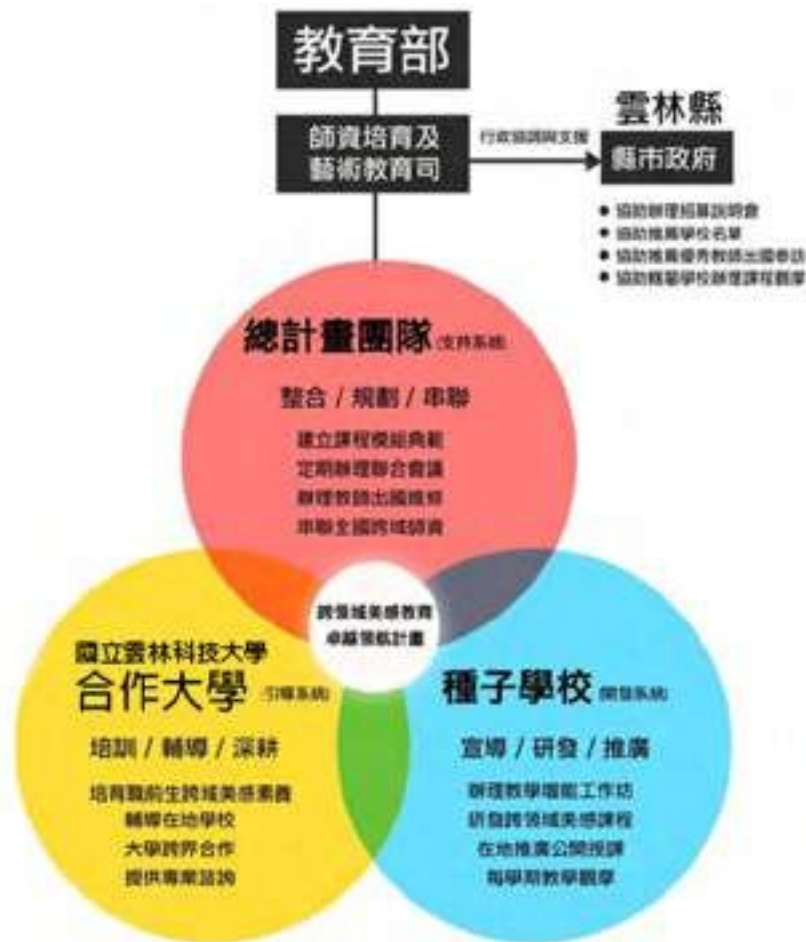 教育部
師資培育及
藝術教育司
行政協調與支援
雲林縣
縣市政府
● 協助辦理招募說明會
● 協助推薦學校名單
● 協助推薦優秀教師出國參訪
● 協助轄屬學校辦理課程觀摩
總計畫團隊 (支持系統)
整合 / 規劃 / 串聯
建立課程模組典範
定期辦理聯合會議
辦理教師出國進修
串聯全國跨域師資
跨領域美感教育
卓越領航計畫
國立雲林科技大學
合作大學 (引導系統)
培訓 / 輔導 / 深耕
培育職前生跨域美感素養
輔導在地學校
大學跨界合作
提供專業諮詢
種子學校 (開發系統)
宣導 / 研發 / 推廣
辦理教學增能工作坊
研發跨領域美感課程
在地推廣公開授課
每學期教學觀摩